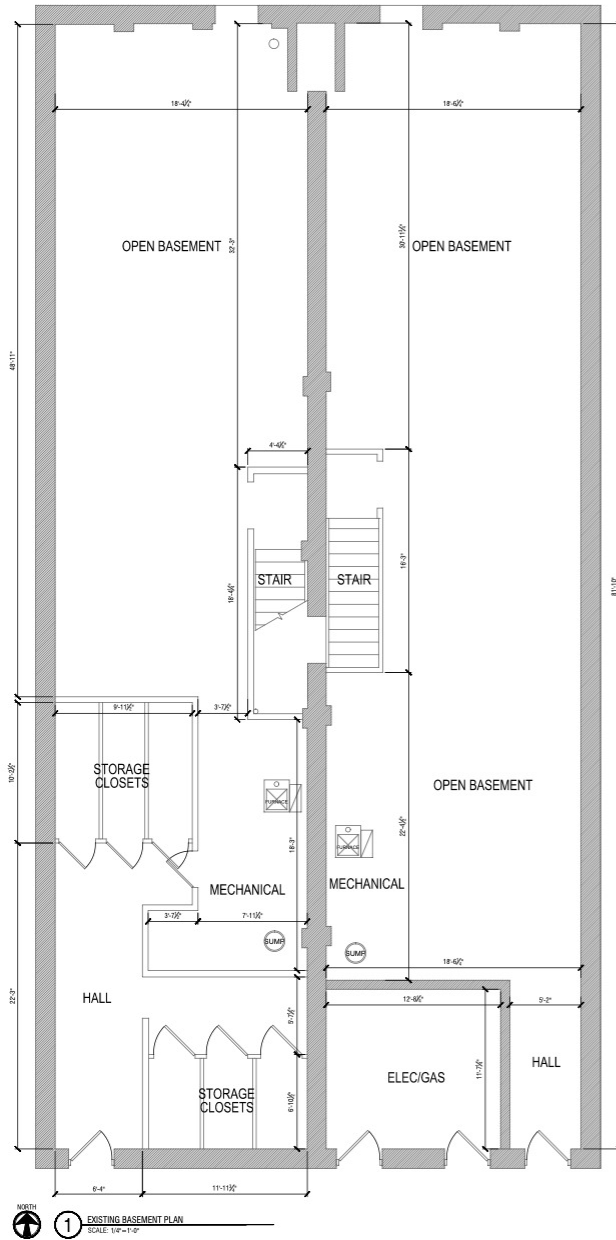 18'-4½"
18'-6½"
OPEN BASEMENT
32'-3"
30'-11½"
OPEN BASEMENT
48'-11"
4'-4½"
STAIR
STAIR
16'-3"
81'-10"
9'-11½"
3'-7½"
10'-2½"
STORAGE
CLOSETS
FURNACE
OPEN BASEMENT
FURNACE
22'-4½"
18'-3"
MECHANICAL
MECHANICAL
3'-7½"
7'-11½"
SUMP
SUMP
18'-6½"
HALL
22'-3"
12'-8½"
5'-2"
5'-7½"
11'-7½"
HALL
ELEC/GAS
STORAGE
CLOSETS
6'-10½"
6'-4"
11'-11½"
NORTH
1
EXISTING BASEMENT PLAN
SCALE: 1/4"=1'-0"